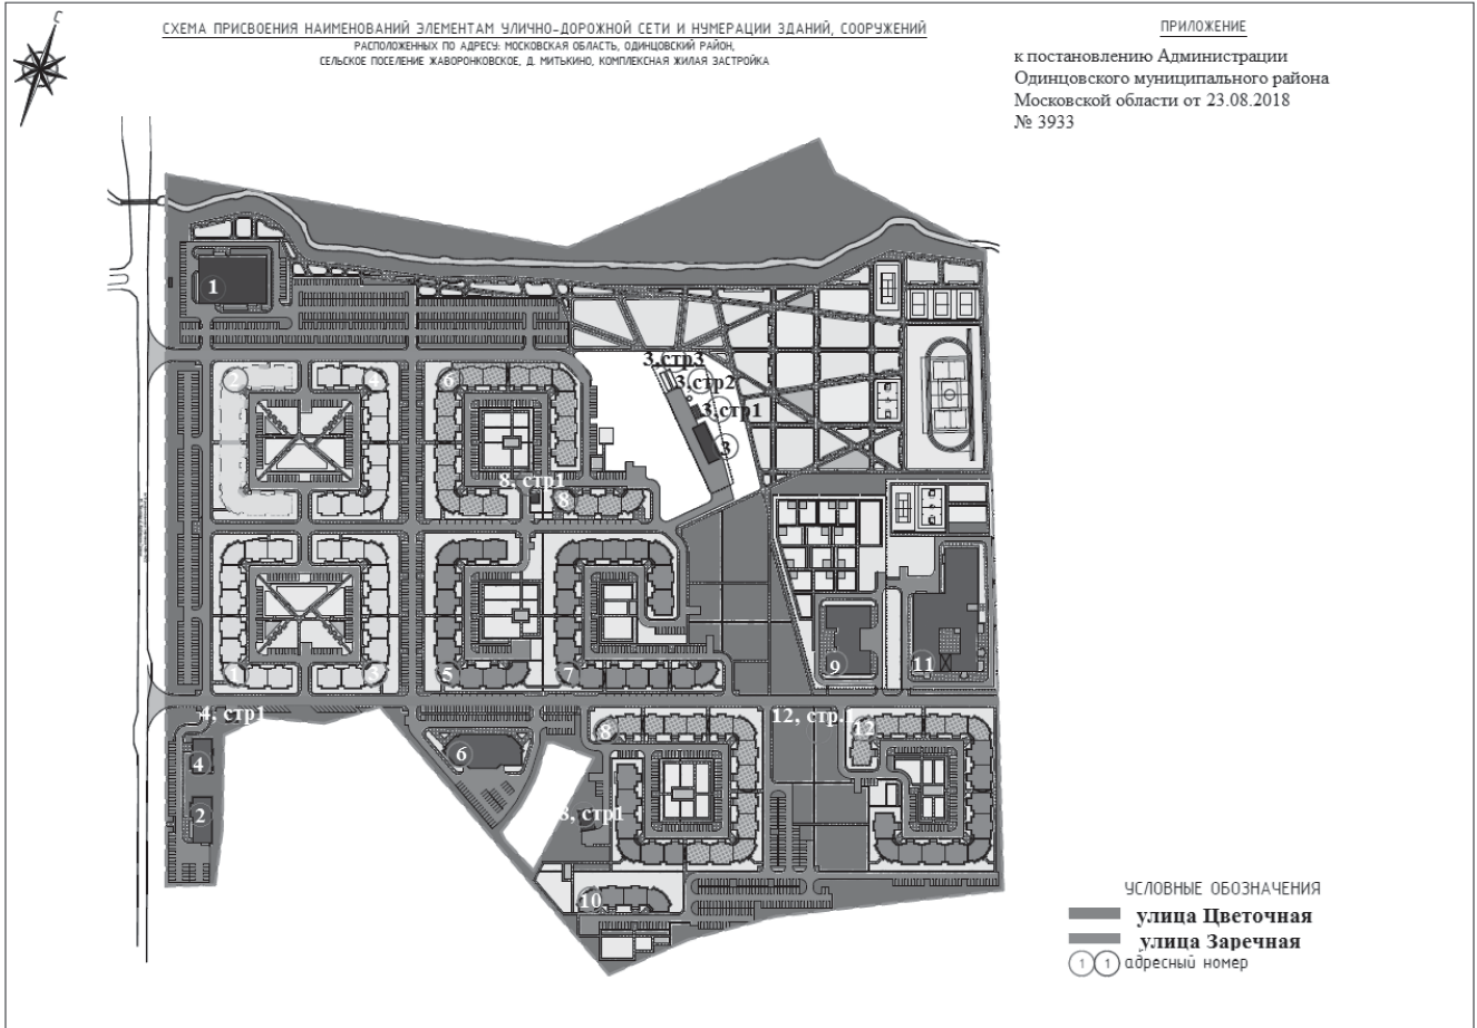 С
СХЕМА ПРИСВОЕНИЯ НАИМЕНОВАНИЙ ЭЛЕМЕНТАМ УЛИЧНО-ДОРОЖНОЙ СЕТИ И НУМЕРАЦИИ ЗДАНИЙ, СООРУЖЕНИЙ
РАСПОЛОЖЕННЫХ ПО АДРЕСУ: МОСКОВСКАЯ ОБЛАСТЬ, ОДИНЦОВСКИЙ РАЙОН,
СЕЛЬСКОЕ ПОСЕЛЕНИЕ ЖАВОРОНКОВСКОЕ, Д. МИТЬКИНО, КОМПЛЕКСНАЯ ЖИЛАЯ ЗАСТРОЙКА
ПРИЛОЖЕНИЕ
к постановлению Администрации
Одинцовского муниципального района
Московской области от 23.08.2018
№ 3933
1
2
4
6
3,стр3
3,стр2
3,стр1
3
8, стр1
8
1
3
5
7
9
11
4, стр1
12, стр.1
4
2
6
8
12
8, стр1
10
УСЛОВНЫЕ ОБОЗНАЧЕНИЯ
улица Цветочная
улица Заречная
1 1 адресный номер